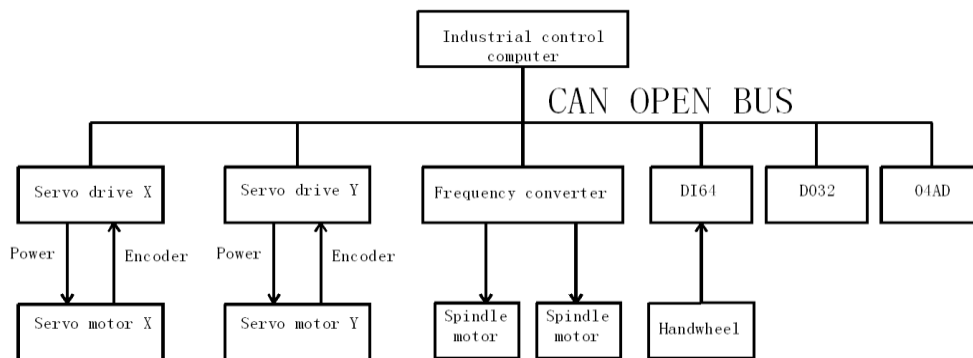 Industrial control
computer
CAN OPEN BUS
Servo drive X
Servo drive Y
Frequency converter
DI64
DO32
04AD
Power
Encoder
Power
Encoder
Servo motor X
Servo motor Y
Spindle
motor
Spindle
motor
Handwheel